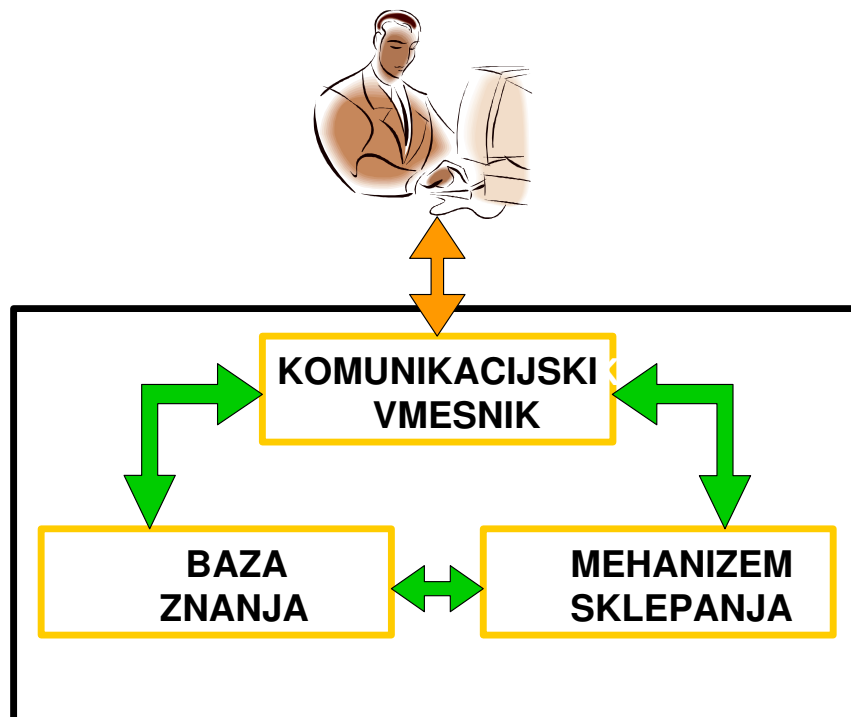 KOMUNIKACIJSKI
VMESNIK
BAZA
ZNANJA
MEHANIZEM
SKLEPANJA